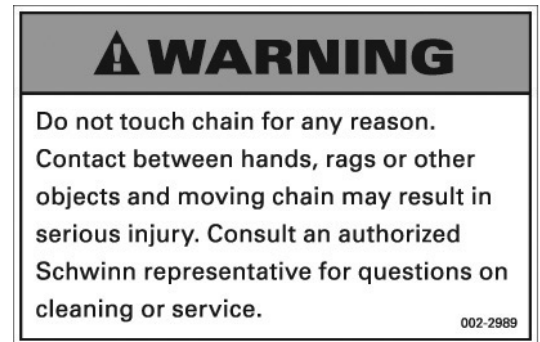 WARNING
Do not touch chain for any reason.
Contact between hands, rags or other
objects and moving chain may result in
serious injury. Consult an authorized
Schwinn representative for questions on
cleaning or service.
002-2989